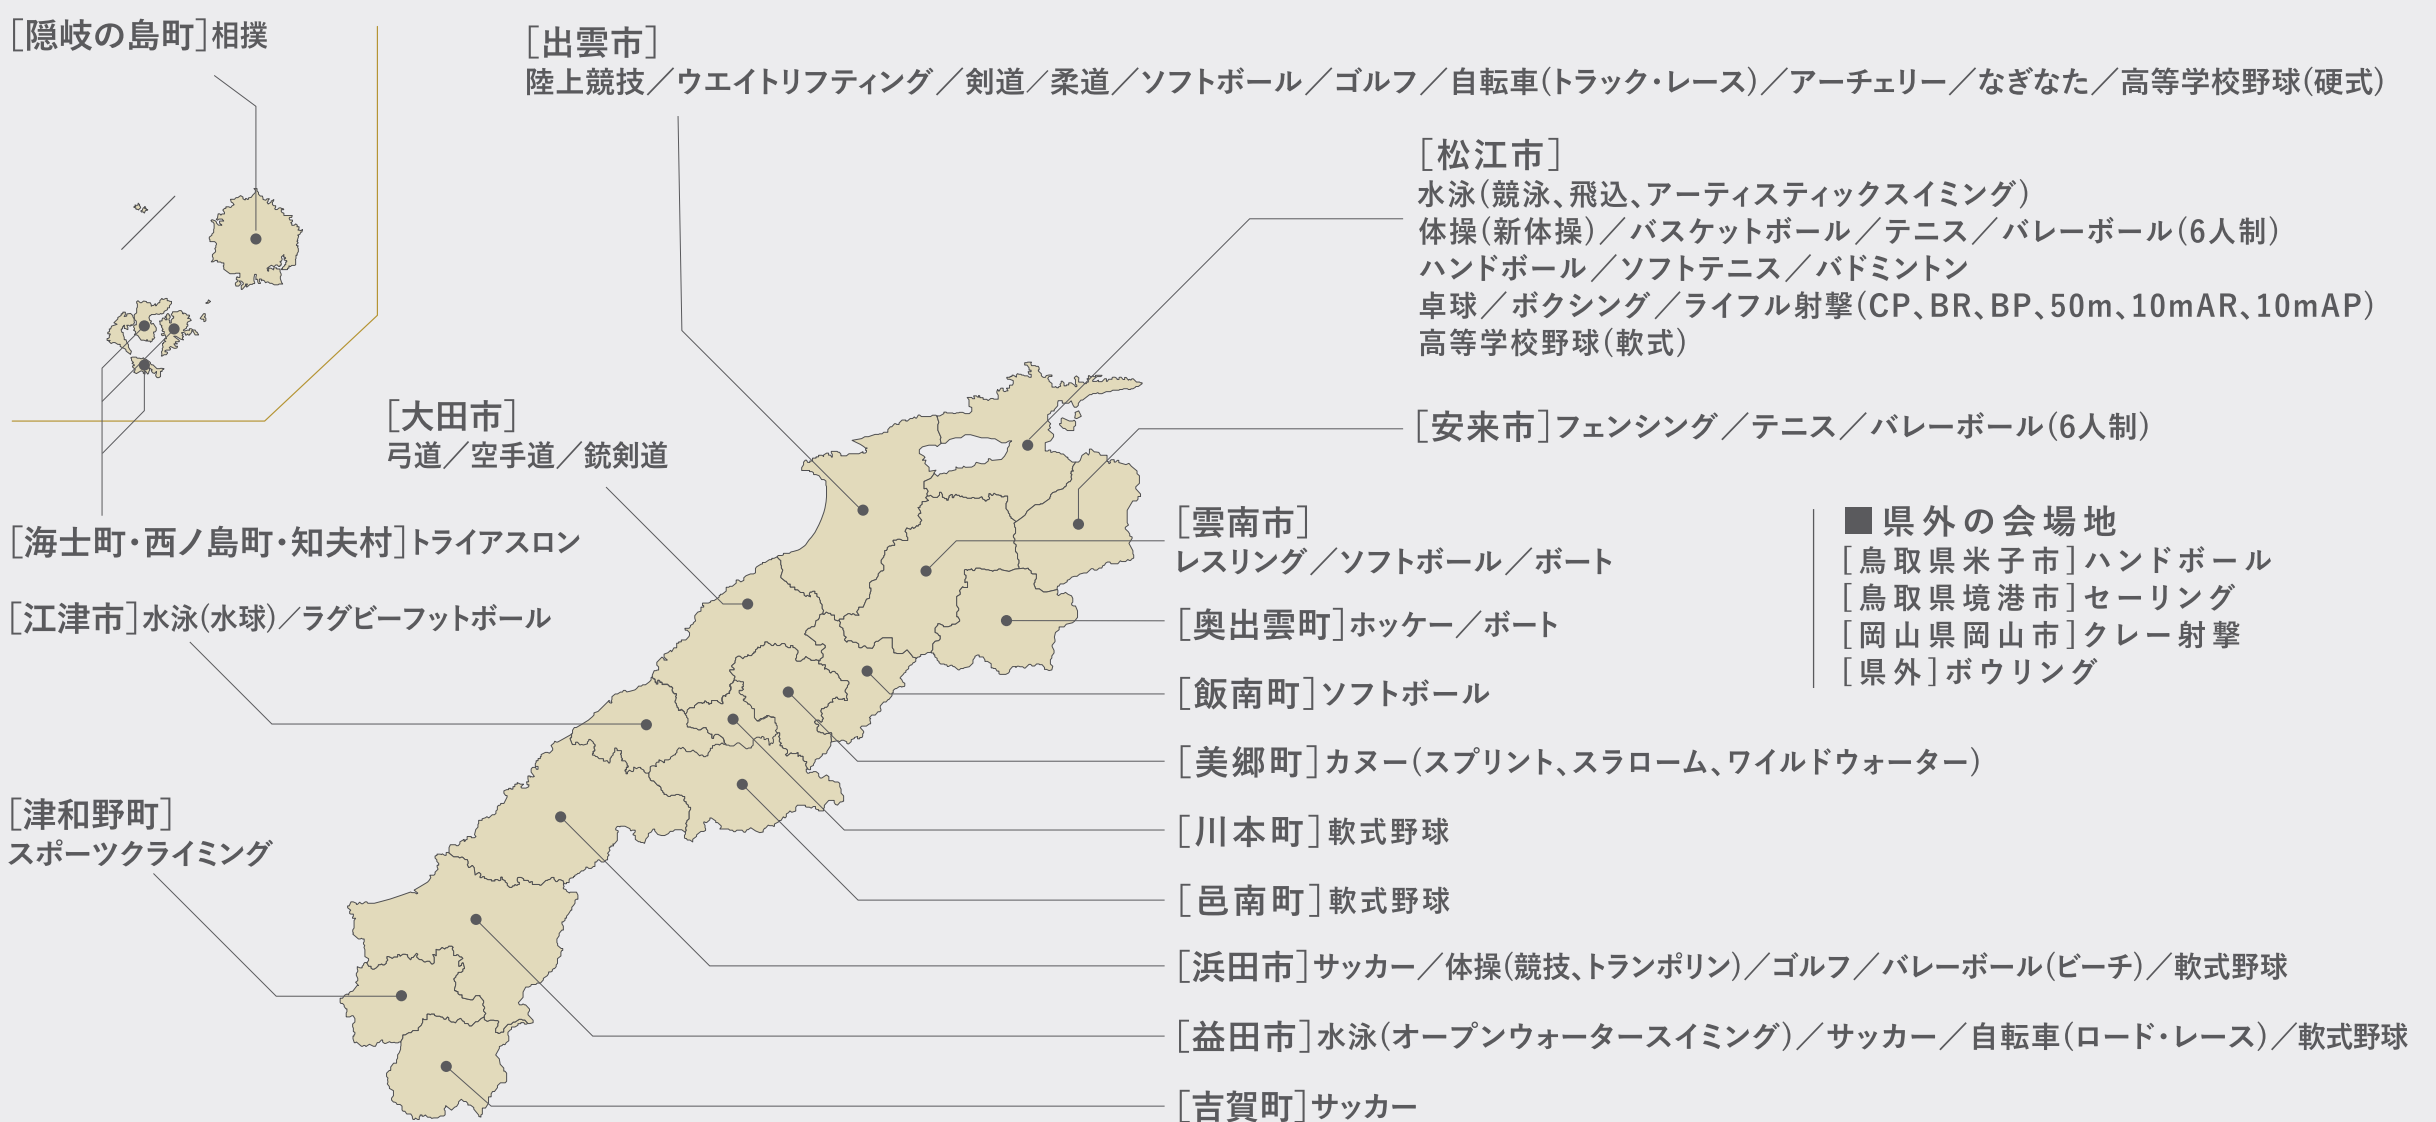 [隠岐の島町]相撲
[出雲市]
陸上競技／ウエイトリフティング／剣道／柔道／ソフトボール／ゴルフ／自転車(トラック・レース)／アーチェリー／なぎなた／高等学校野球(硬式)
[松江市]
水泳(競泳、飛込、アーティスティックスイミング)
体操(新体操)／バスケットボール／テニス／バレーボール(6人制)
ハンドボール／ソフトテニス／バドミントン
卓球／ボクシング／ライフル射撃(CP、BR、BP、50m、10mAR、10mAP)
高等学校野球(軟式)
[大田市]
弓道／空手道／銃剣道
[安来市]フェンシング／テニス／バレーボール(6人制)
[海士町・西ノ島町・知夫村]トライアスロン
[雲南市]
レスリング／ソフトボール／ボート
■県外の会場地
[鳥取県米子市]ハンドボール
[鳥取県境港市]セーリング
[岡山県岡山市]クレー射撃
[県外]ボウリング
[江津市]水泳(水球)／ラグビーフットボール
[奥出雲町]ホッケー／ボート
[飯南町]ソフトボール
[美郷町]カヌー(スプリント、スラローム、ワイルドウォーター)
[津和野町]
スポーツクライミング
[川本町]軟式野球
[邑南町]軟式野球
[浜田市]サッカー／体操(競技、トランポリン)／ゴルフ／バレーボール(ビーチ)／軟式野球
[益田市]水泳(オープンウォータースイミング)／サッカー／自転車(ロード・レース)／軟式野球
[吉賀町]サッカー